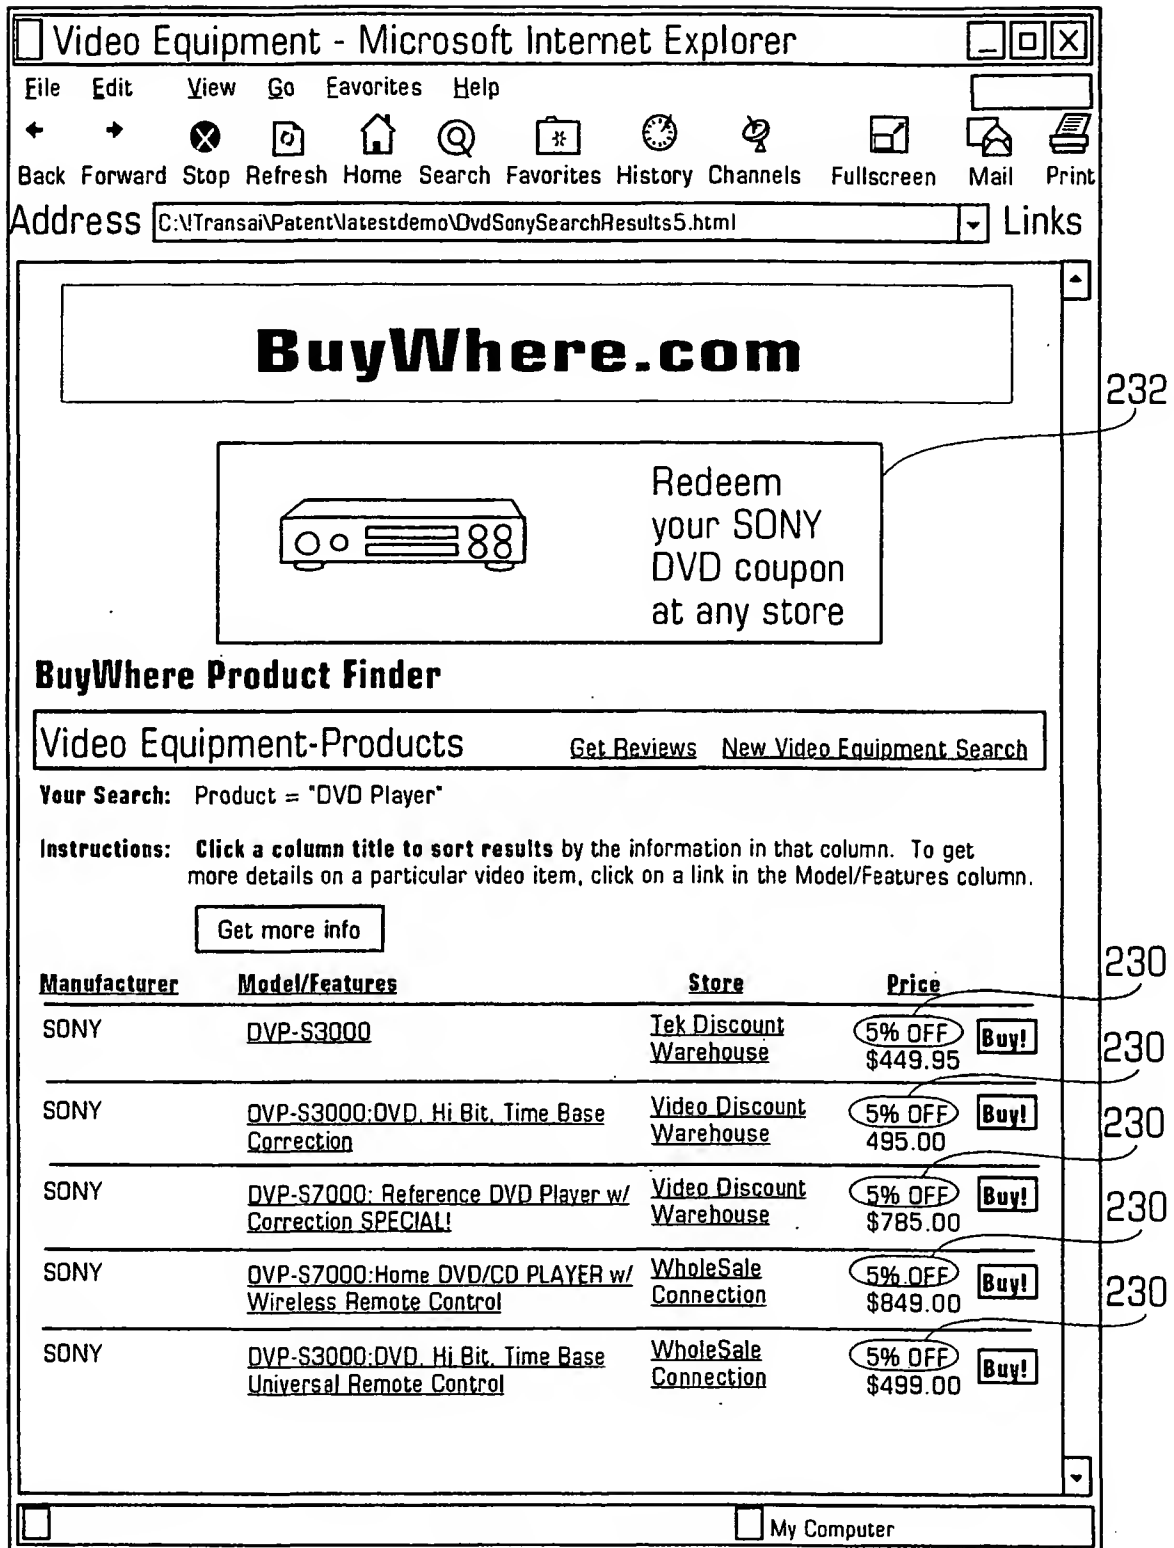 Video Equipment - Microsoft Internet Explorer
File Edit View Go Favorites Help
Back Forward Stop Refresh Home Search Favorites History Channels Fullscreen Mail Print
Address C:\!Transai\Patent\latestdemo\DvdSonySearchResults5.html Links
BuyWhere.com
232
Redeem
your SONY
DVD coupon
at any store
BuyWhere Product Finder
Video Equipment-Products Get Reviews New Video Equipment Search
Your Search: Product = "DVD Player"
Instructions: Click a column title to sort results by the information in that column. To get
more details on a particular video item, click on a link in the Model/Features column.
Get more info
230
Manufacturer Model/Features Store Price
SONY DVP-S3000 Tek Discount 5% OFF Buy!
Warehouse $449.95
230
SONY DVP-S3000:DVD, Hi Bit, Time Base Video Discount 5% OFF Buy!
Correction Warehouse 495.00
230
SONY DVP-S7000: Reference DVD Player w/ Video Discount 5% OFF Buy!
Correction SPECIAL! Warehouse $785.00
230
SONY DVP-S7000:Home DVD/CD PLAYER w/ WholeSale 5% OFF Buy!
Wireless Remote Control Connection $849.00
230
SONY DVP-S3000:DVD, Hi Bit, Time Base WholeSale 5% OFF Buy!
Universal Remote Control Connection $499.00
My Computer